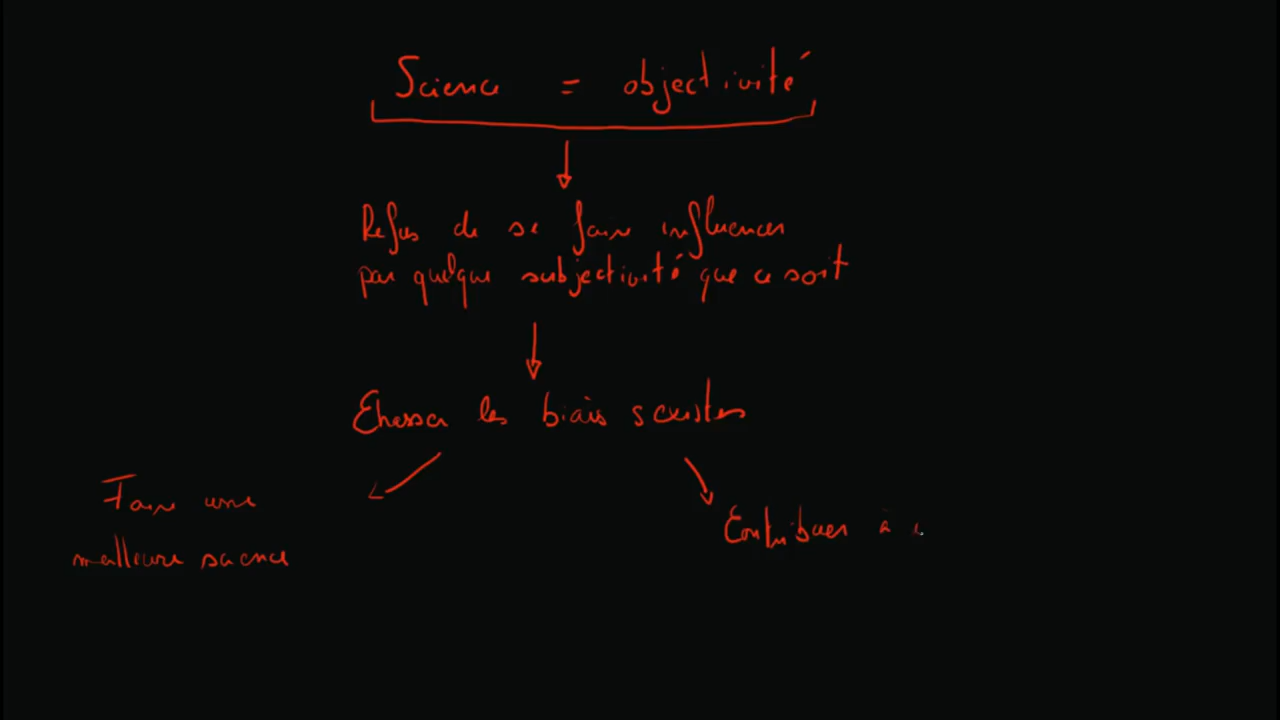 Science = objectivité
Refus de se faire influencer
par quelque subjectivité que ce soit
Chasser les biais sexistes
Faire une
meilleure science
Contribuer à